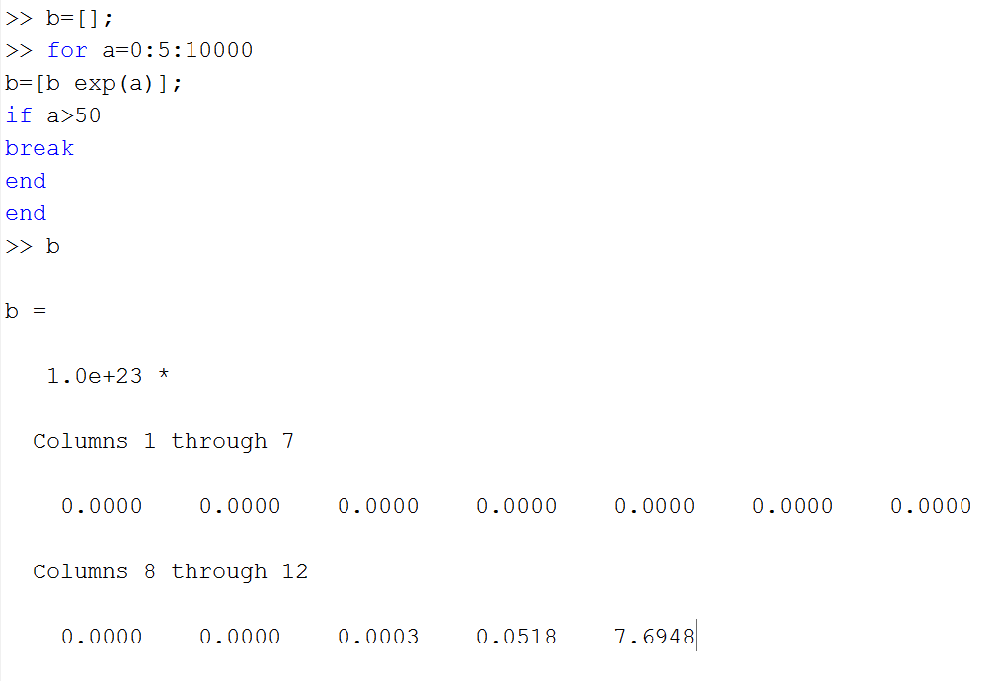 >> b=[];
>> for a=0:5:10000
b=[b exp(a)];
if a>50
break
end
end
>> b
b =
1.0e+23 *
Columns 1 through 7
0.0000 0.0000 0.0000 0.0000 0.0000 0.0000 0.0000
Columns 8 through 12
0.0000 0.0000 0.0003 0.0518 7.6948